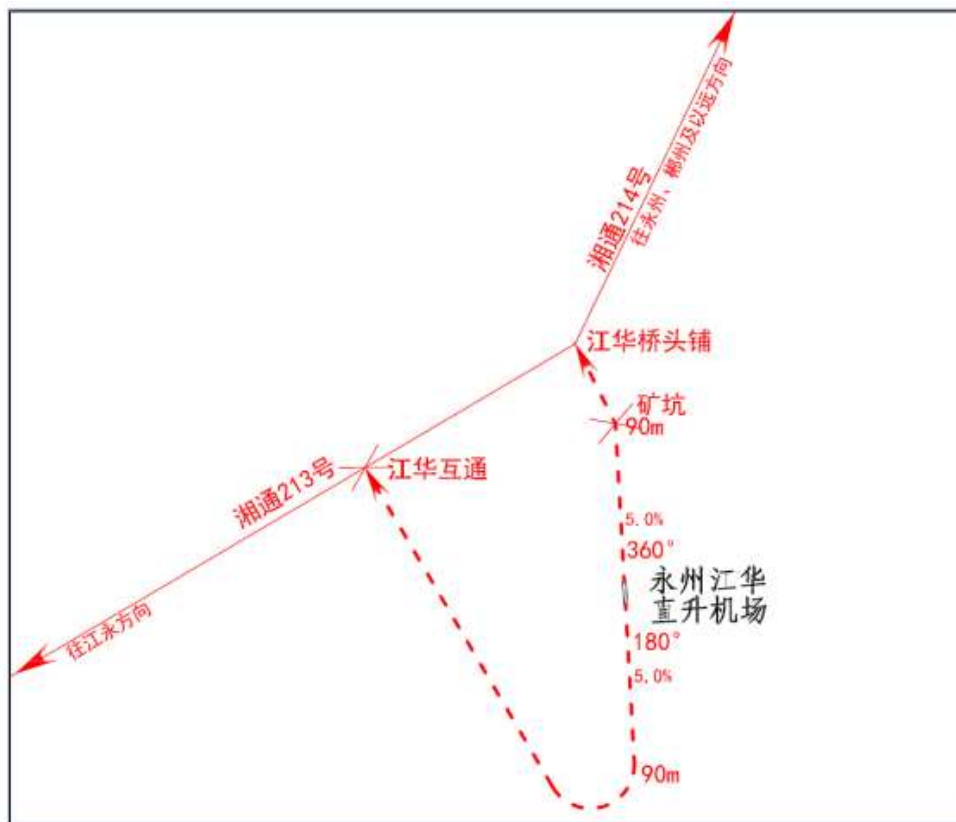 往永州、郴州及以远方向
湘通214号
江华桥头铺
矿坑
90m
江华互通
湘通213号
5.0%
360°
永州江华
直升机场
往江永方向
180°
5.0%
90m